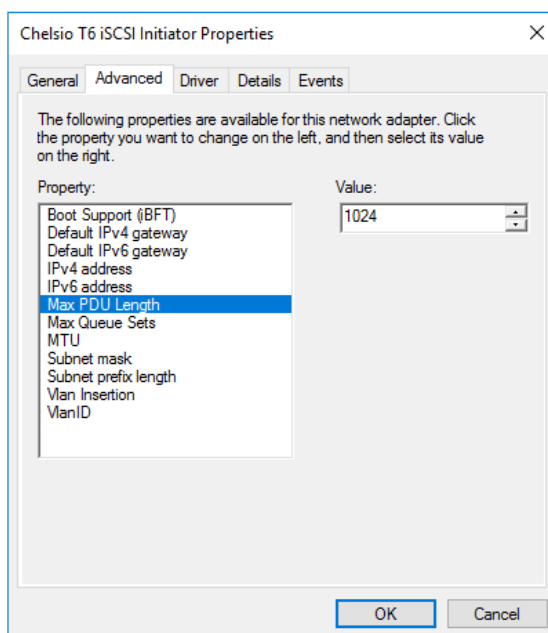 Chelsio T6 iSCSI Initiator Properties
General Advanced Driver Details Events
The following properties are available for this network adapter. Click
the property you want to change on the left, and then select its value
on the right.
Property: Value:
1024
Boot Support (iBFT)
Default IPv4 gateway
Default IPv6 gateway
IPv4 address
IPv6 address
Max PDU Length
Max Queue Sets
MTU
Subnet mask
Subnet prefix length
Vlan Insertion
VlanID
OK Cancel